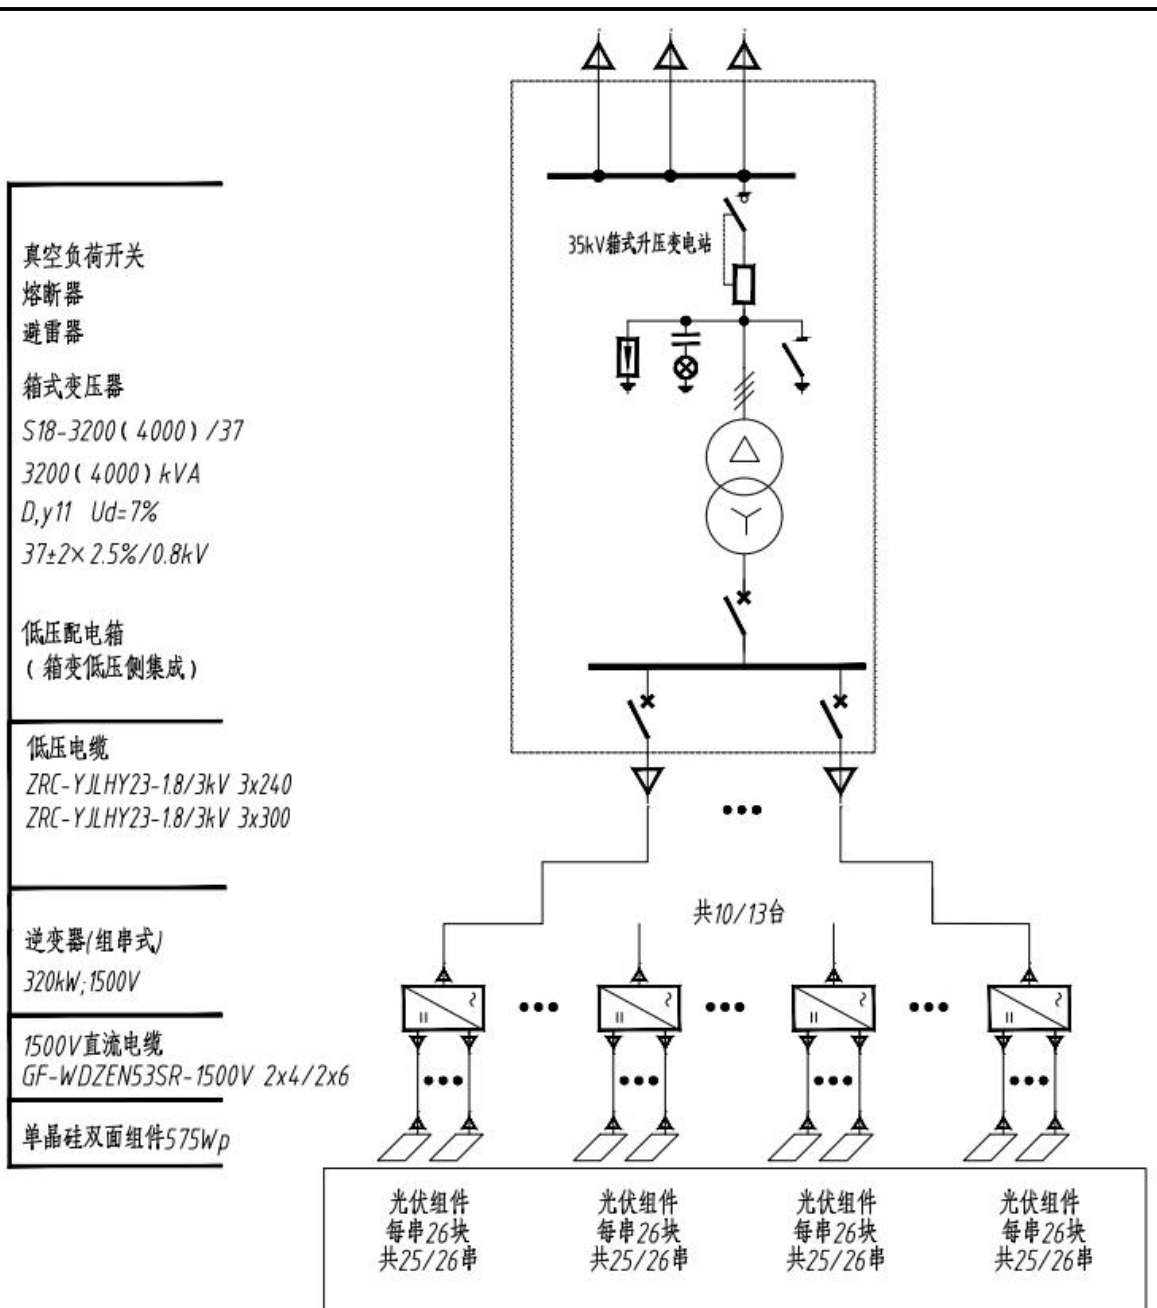 35kV箱式升压变电站
真空负荷开关
熔断器
避雷器
箱式变压器
S18-3200(4000)/37
3200(4000)kVA
D,y11 Ud=7%
37±2×2.5%/0.8kV
低压配电箱
(箱变低压侧集成)
低压电缆
ZRC-YJLHY23-1.8/3kV 3x240
ZRC-YJLHY23-1.8/3kV 3x300
共10/13台
逆变器(组串式)
320kW;1500V
1500V直流电缆
GF-WDZEN53SR-1500V 2x4/2x6
单晶硅双面组件575Wp
光伏组件
每串26块
共25/26串
光伏组件
每串26块
共25/26串
光伏组件
每串26块
共25/26串
光伏组件
每串26块
共25/26串